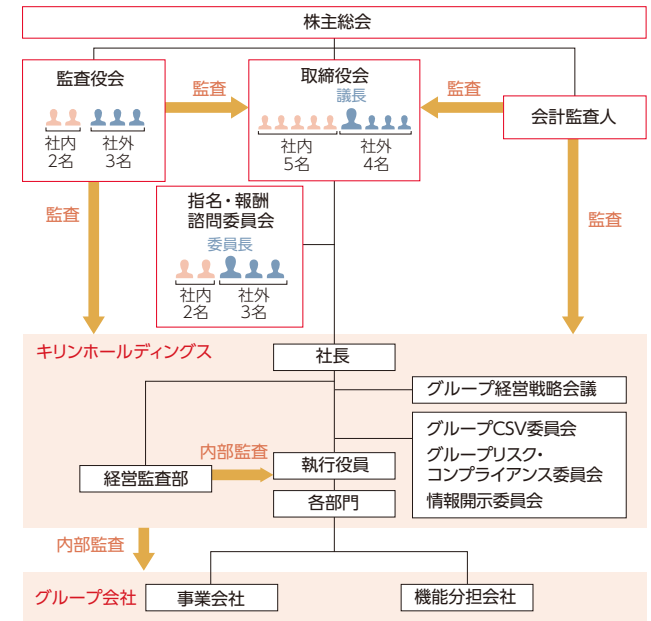 株主総会
監査役会
社内
2名
社外
3名
監査
取締役会
議長
社内
5名
社外
4名
監査
会計監査人
監査
指名・報酬
諮問委員会
委員長
社内
2名
社外
3名
監査
キリンホールディングス
社長
グループ経営戦略会議
グループCSV委員会
グループリスク・
コンプライアンス委員会
情報開示委員会
内部監査
執行役員
経営監査部
各部門
内部監査
グループ会社
事業会社
機能分担会社